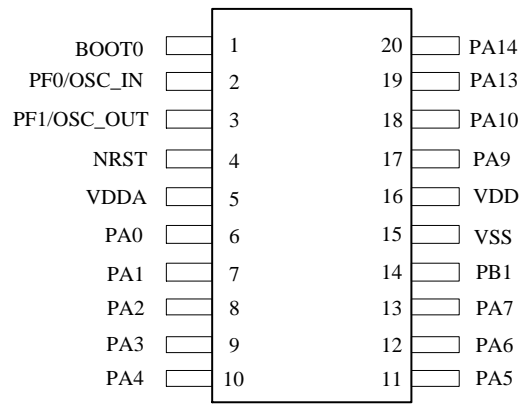 BOOT0 1 20 PA14
PF0/OSC_IN 2 19 PA13
PF1/OSC_OUT 3 18 PA10
NRST 4 17 PA9
VDDA 5 16 VDD
PA0 6 15 VSS
PA1 7 14 PB1
PA2 8 13 PA7
PA3 9 12 PA6
PA4 10 11 PA5